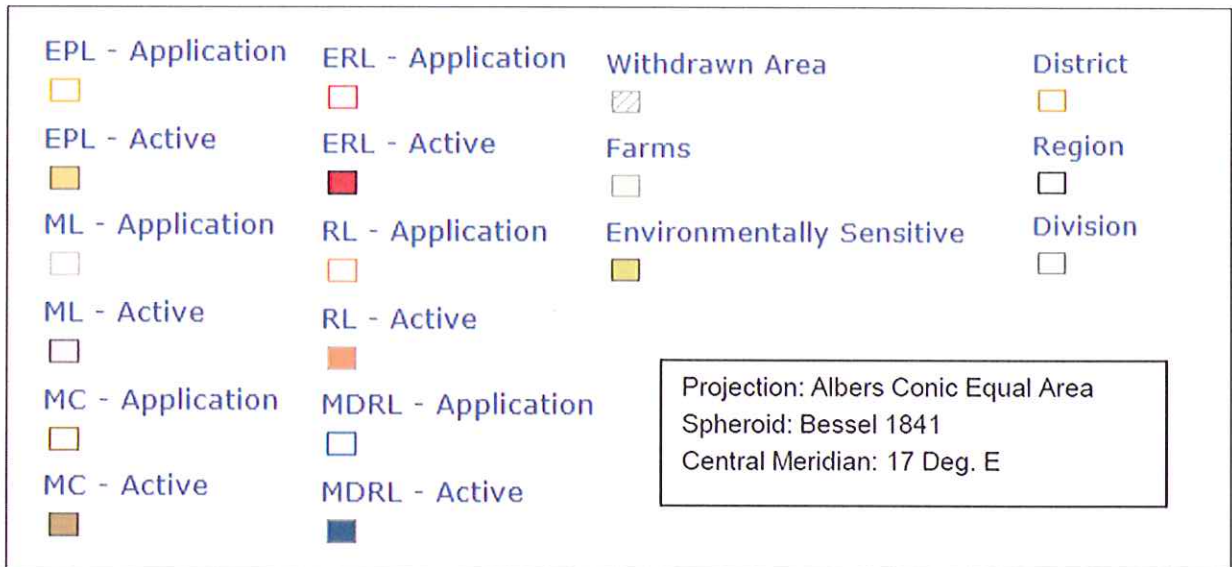 EPL - Application
EPL - Active
ML - Application
ML - Active
MC - Application
MC - Active
ERL - Application
ERL - Active
RL - Application
RL - Active
MDRL - Application
MDRL - Active
Withdrawn Area
Farms
Environmentally Sensitive
District
Region
Division
Projection: Albers Conic Equal Area
Spheroid: Bessel 1841
Central Meridian: 17 Deg. E